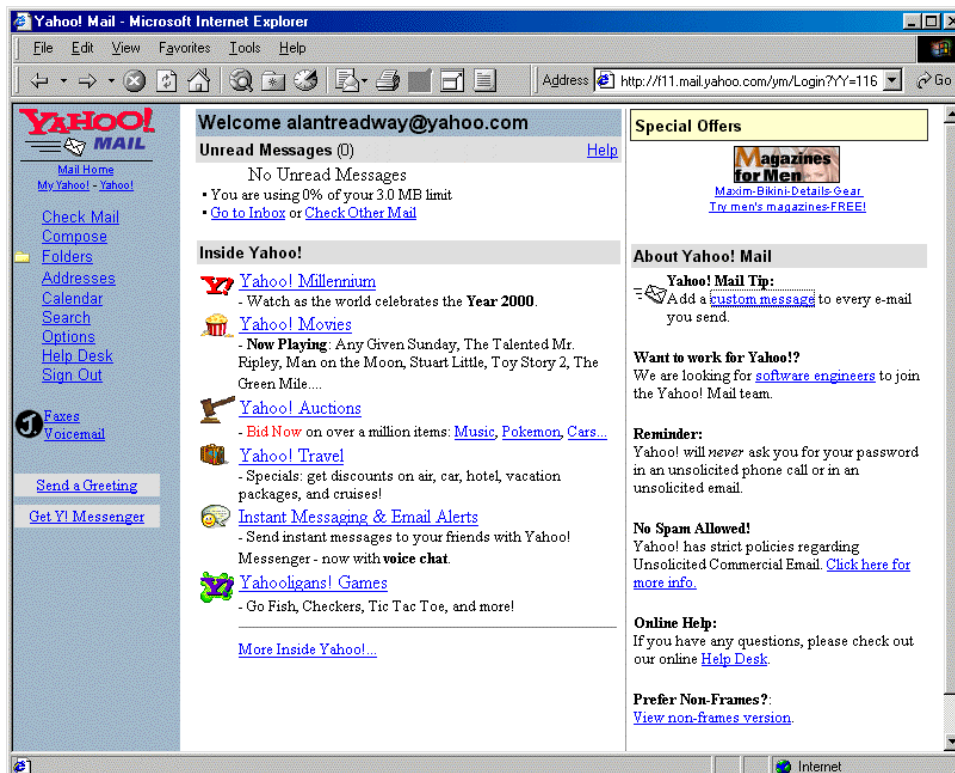 Yahoo! Mail - Microsoft Internet Explorer
File Edit View Favorites Tools Help
Address http://f11.mail.yahoo.com/ym/Login?YY=116 Go
YAHOO! MAIL
Mail Home
My Yahoo! - Yahoo!
Check Mail
Compose
Folders
Addresses
Calendar
Search
Options
Help Desk
Sign Out
J.
Faxes
Voicemail
Send a Greeting
Get Y! Messenger
Welcome alantreadway@yahoo.com
Unread Messages (0) Help
No Unread Messages
▪ You are using 0% of your 3.0 MB limit
▪ Go to Inbox or Check Other Mail
Inside Yahoo!
Y!
Yahoo! Millennium
- Watch as the world celebrates the Year 2000.
Yahoo! Movies
- Now Playing: Any Given Sunday, The Talented Mr.
Ripley, Man on the Moon, Stuart Little, Toy Story 2, The
Green Mile....
Yahoo! Auctions
- Bid Now on over a million items: Music, Pokemon, Cars...
Yahoo! Travel
- Specials: get discounts on air, car, hotel, vacation
packages, and cruises!
Instant Messaging & Email Alerts
- Send instant messages to your friends with Yahoo!
Messenger - now with voice chat.
Y!
Yahooligans! Games
- Go Fish, Checkers, Tic Tac Toe, and more!
More Inside Yahoo!...
Special Offers
Magazines
for Men
Maxim-Bikini-Details-Gear
Try men's magazines-FREE!
About Yahoo! Mail
Yahoo! Mail Tip:
Add a custom message to every e-mail
you send.
Want to work for Yahoo!?
We are looking for software engineers to join
the Yahoo! Mail team.
Reminder:
Yahoo! will never ask you for your password
in an unsolicited phone call or in an
unsolicited email.
No Spam Allowed!
Yahoo! has strict policies regarding
Unsolicited Commercial Email. Click here for
more info.
Online Help:
If you have any questions, please check out
our online Help Desk.
Prefer Non-Frames?:
View non-frames version.
Internet